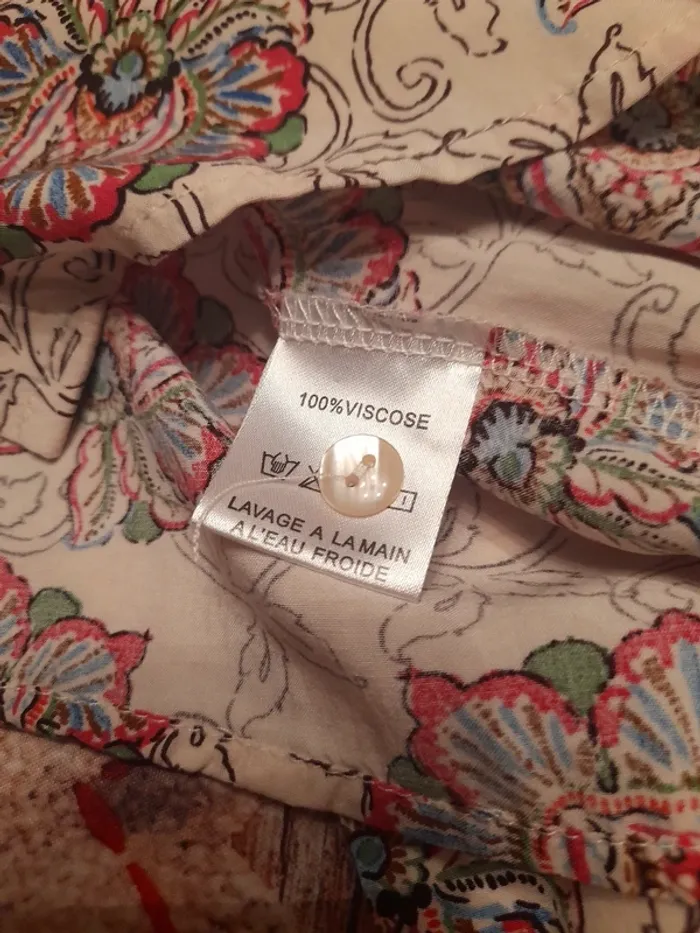 100%VISCOSE
LAVAGE A LA MAIN
A L'EAU FROIDE